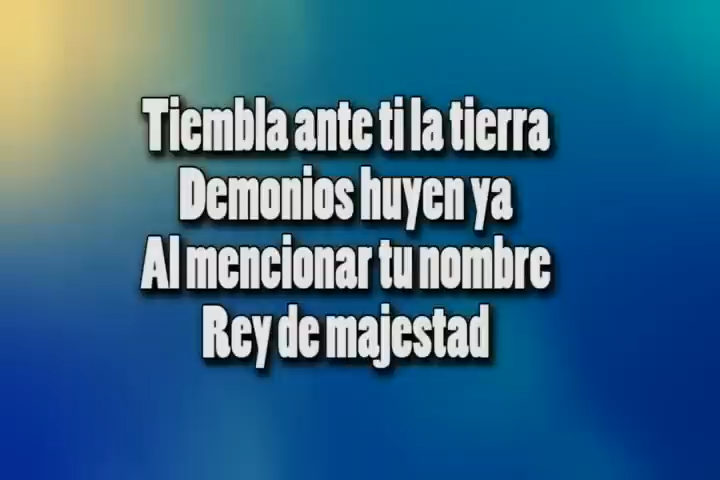 Tiembla ante ti la tierra
Demonios huyen ya
Al mencionar tu nombre
Rey de majestad